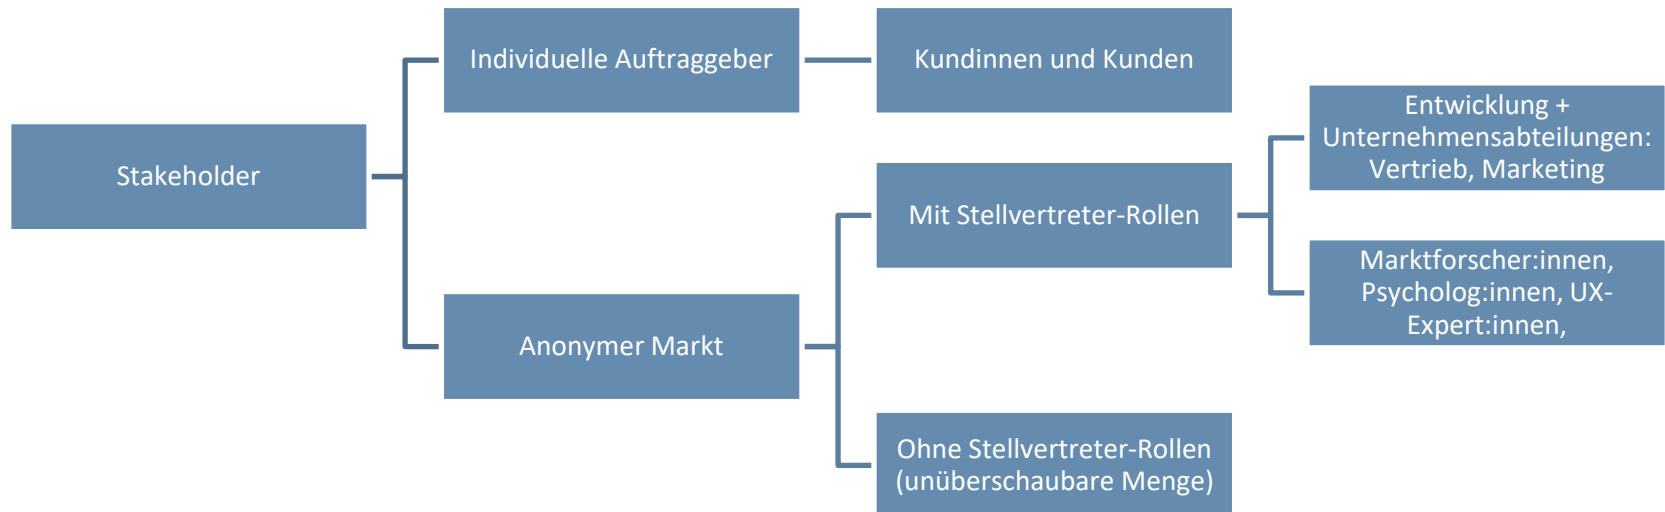 Stakeholder
Individuelle Auftraggeber
Kundinnen und Kunden
Anonymer Markt
Mit Stellvertreter-Rollen
Entwicklung +
Unternehmensabteilungen:
Vertrieb, Marketing
Marktforscher:innen,
Psycholog:innen, UX-
Expert:innen,
Ohne Stellvertreter-Rollen
(unüberschaubare Menge)